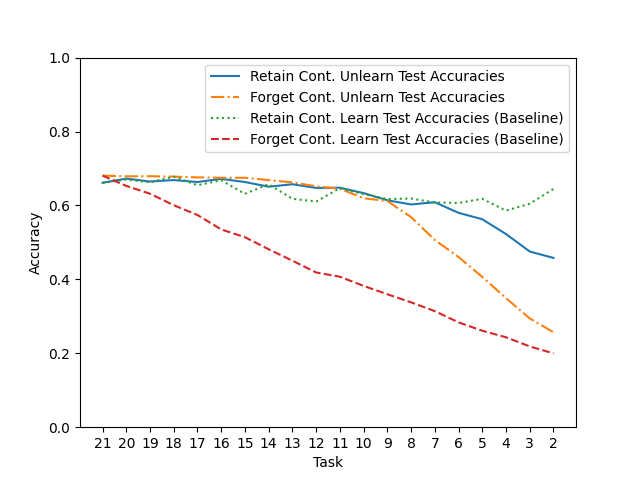 Retain Cont. Unlearn Test Accuracies
Forget Cont. Unlearn Test Accuracies
Retain Cont. Learn Test Accuracies (Baseline)
Forget Cont. Learn Test Accuracies (Baseline)
1.0
0.8
0.6
0.4
0.2
0.0
Accuracy
21 20 19 18 17 16 15 14 13 12 11 10 9 8 7 6 5 4 3 2
Task